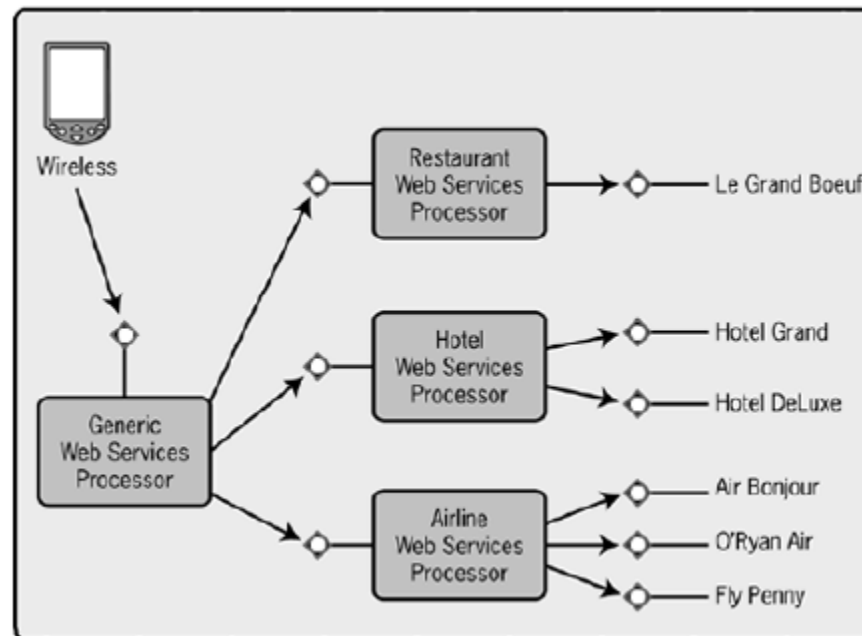 Wireless
Restaurant
Web Services
Processor
Le Grand Boeuf
Hotel
Web Services
Processor
Hotel Grand
Hotel DeLuxe
Generic
Web Services
Processor
Airline
Web Services
Processor
Air Bonjour
O'Ryan Air
Fly Penny